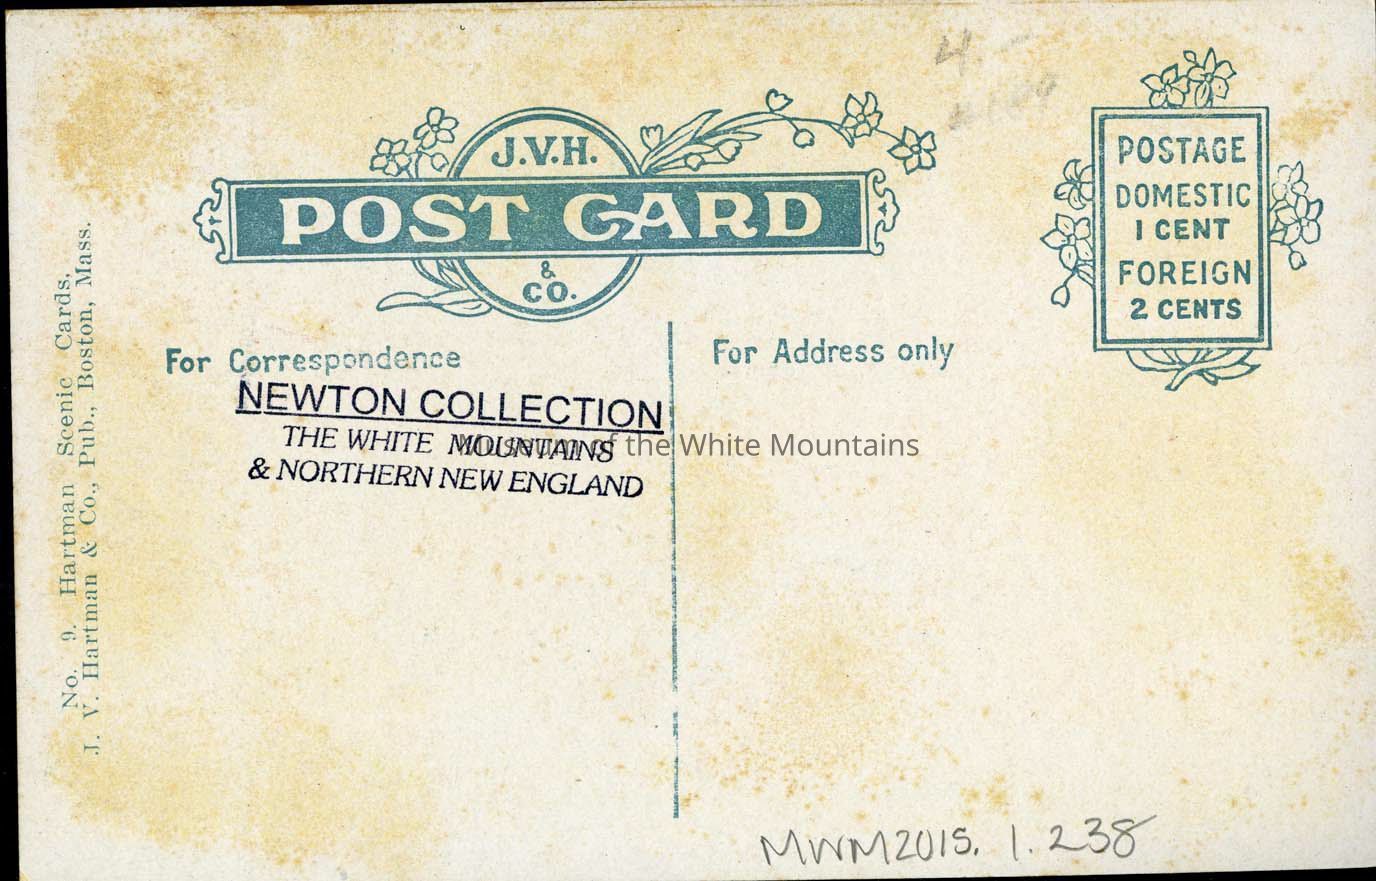 4.–
J.V.H.
POST CARD
&
CO.
POSTAGE
DOMESTIC
1 CENT
FOREIGN
2 CENTS
For Correspondence
For Address only
NEWTON COLLECTION
THE WHITE MOUNTAINS
& NORTHERN NEW ENGLAND
Museum of the White Mountains
No. 9. Hartman Scenic Cards,
J. V. Hartman & Co., Pub., Boston, Mass.
MWM2015.1.238